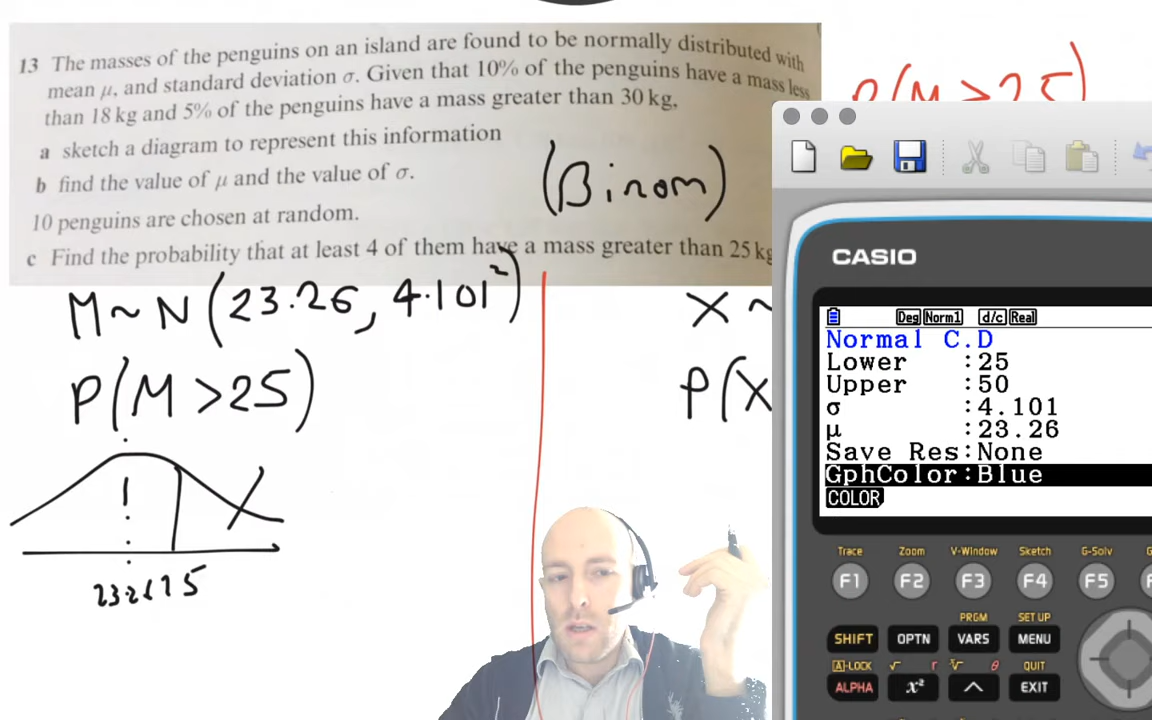 13 The masses of the penguins on an island are found to be normally distributed with
mean μ, and standard deviation σ. Given that 10% of the penguins have a mass less
than 18 kg and 5% of the penguins have a mass greater than 30 kg,
a sketch a diagram to represent this information
b find the value of μ and the value of σ.
10 penguins are chosen at random.
c Find the probability that at least 4 of them have a mass greater than 25 kg
(Binom)
P(M > 25)
M ~ N (23.26, 4.101²)
P(M > 25)
23.26 25
X ~
P(X
CASIO
Deg Norm1 d/c Real
Normal C.D
Lower :25
Upper :50
σ :4.101
μ :23.26
Save Res:None
GphColor:Blue
COLOR
Trace Zoom V-Window Sketch G-Solv
F1 F2 F3 F4 F5
PRGM SET UP
SHIFT OPTN VARS MENU
A-LOCK √ r ˣ√ θ QUIT
ALPHA x² ^ EXIT